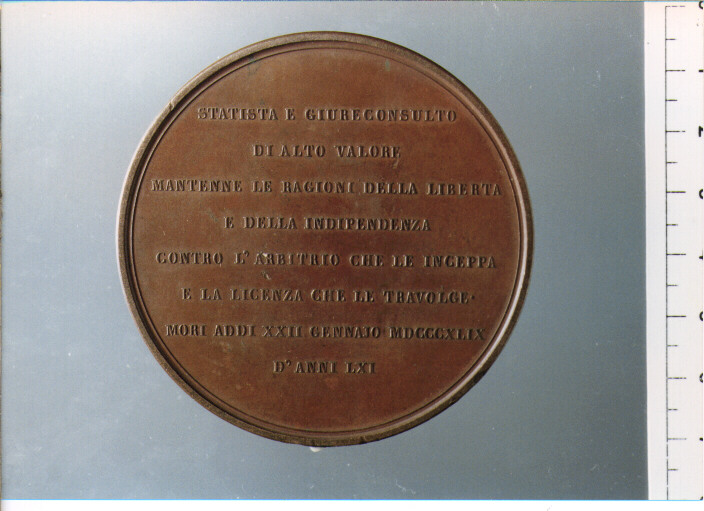 STATISTA E GIURECONSULTO
DI ALTO VALORE
MANTENNE LE RAGIONI DELLA LIBERTA
E DELLA INDIPENDENZA
CONTRO L'ARBITRIO CHE LE INCEPPA
E LA LICENZA CHE LE TRAVOLGE·
MORI ADDI XXII GENNAJO·MDCCCXLIX
D'ANNI LXI